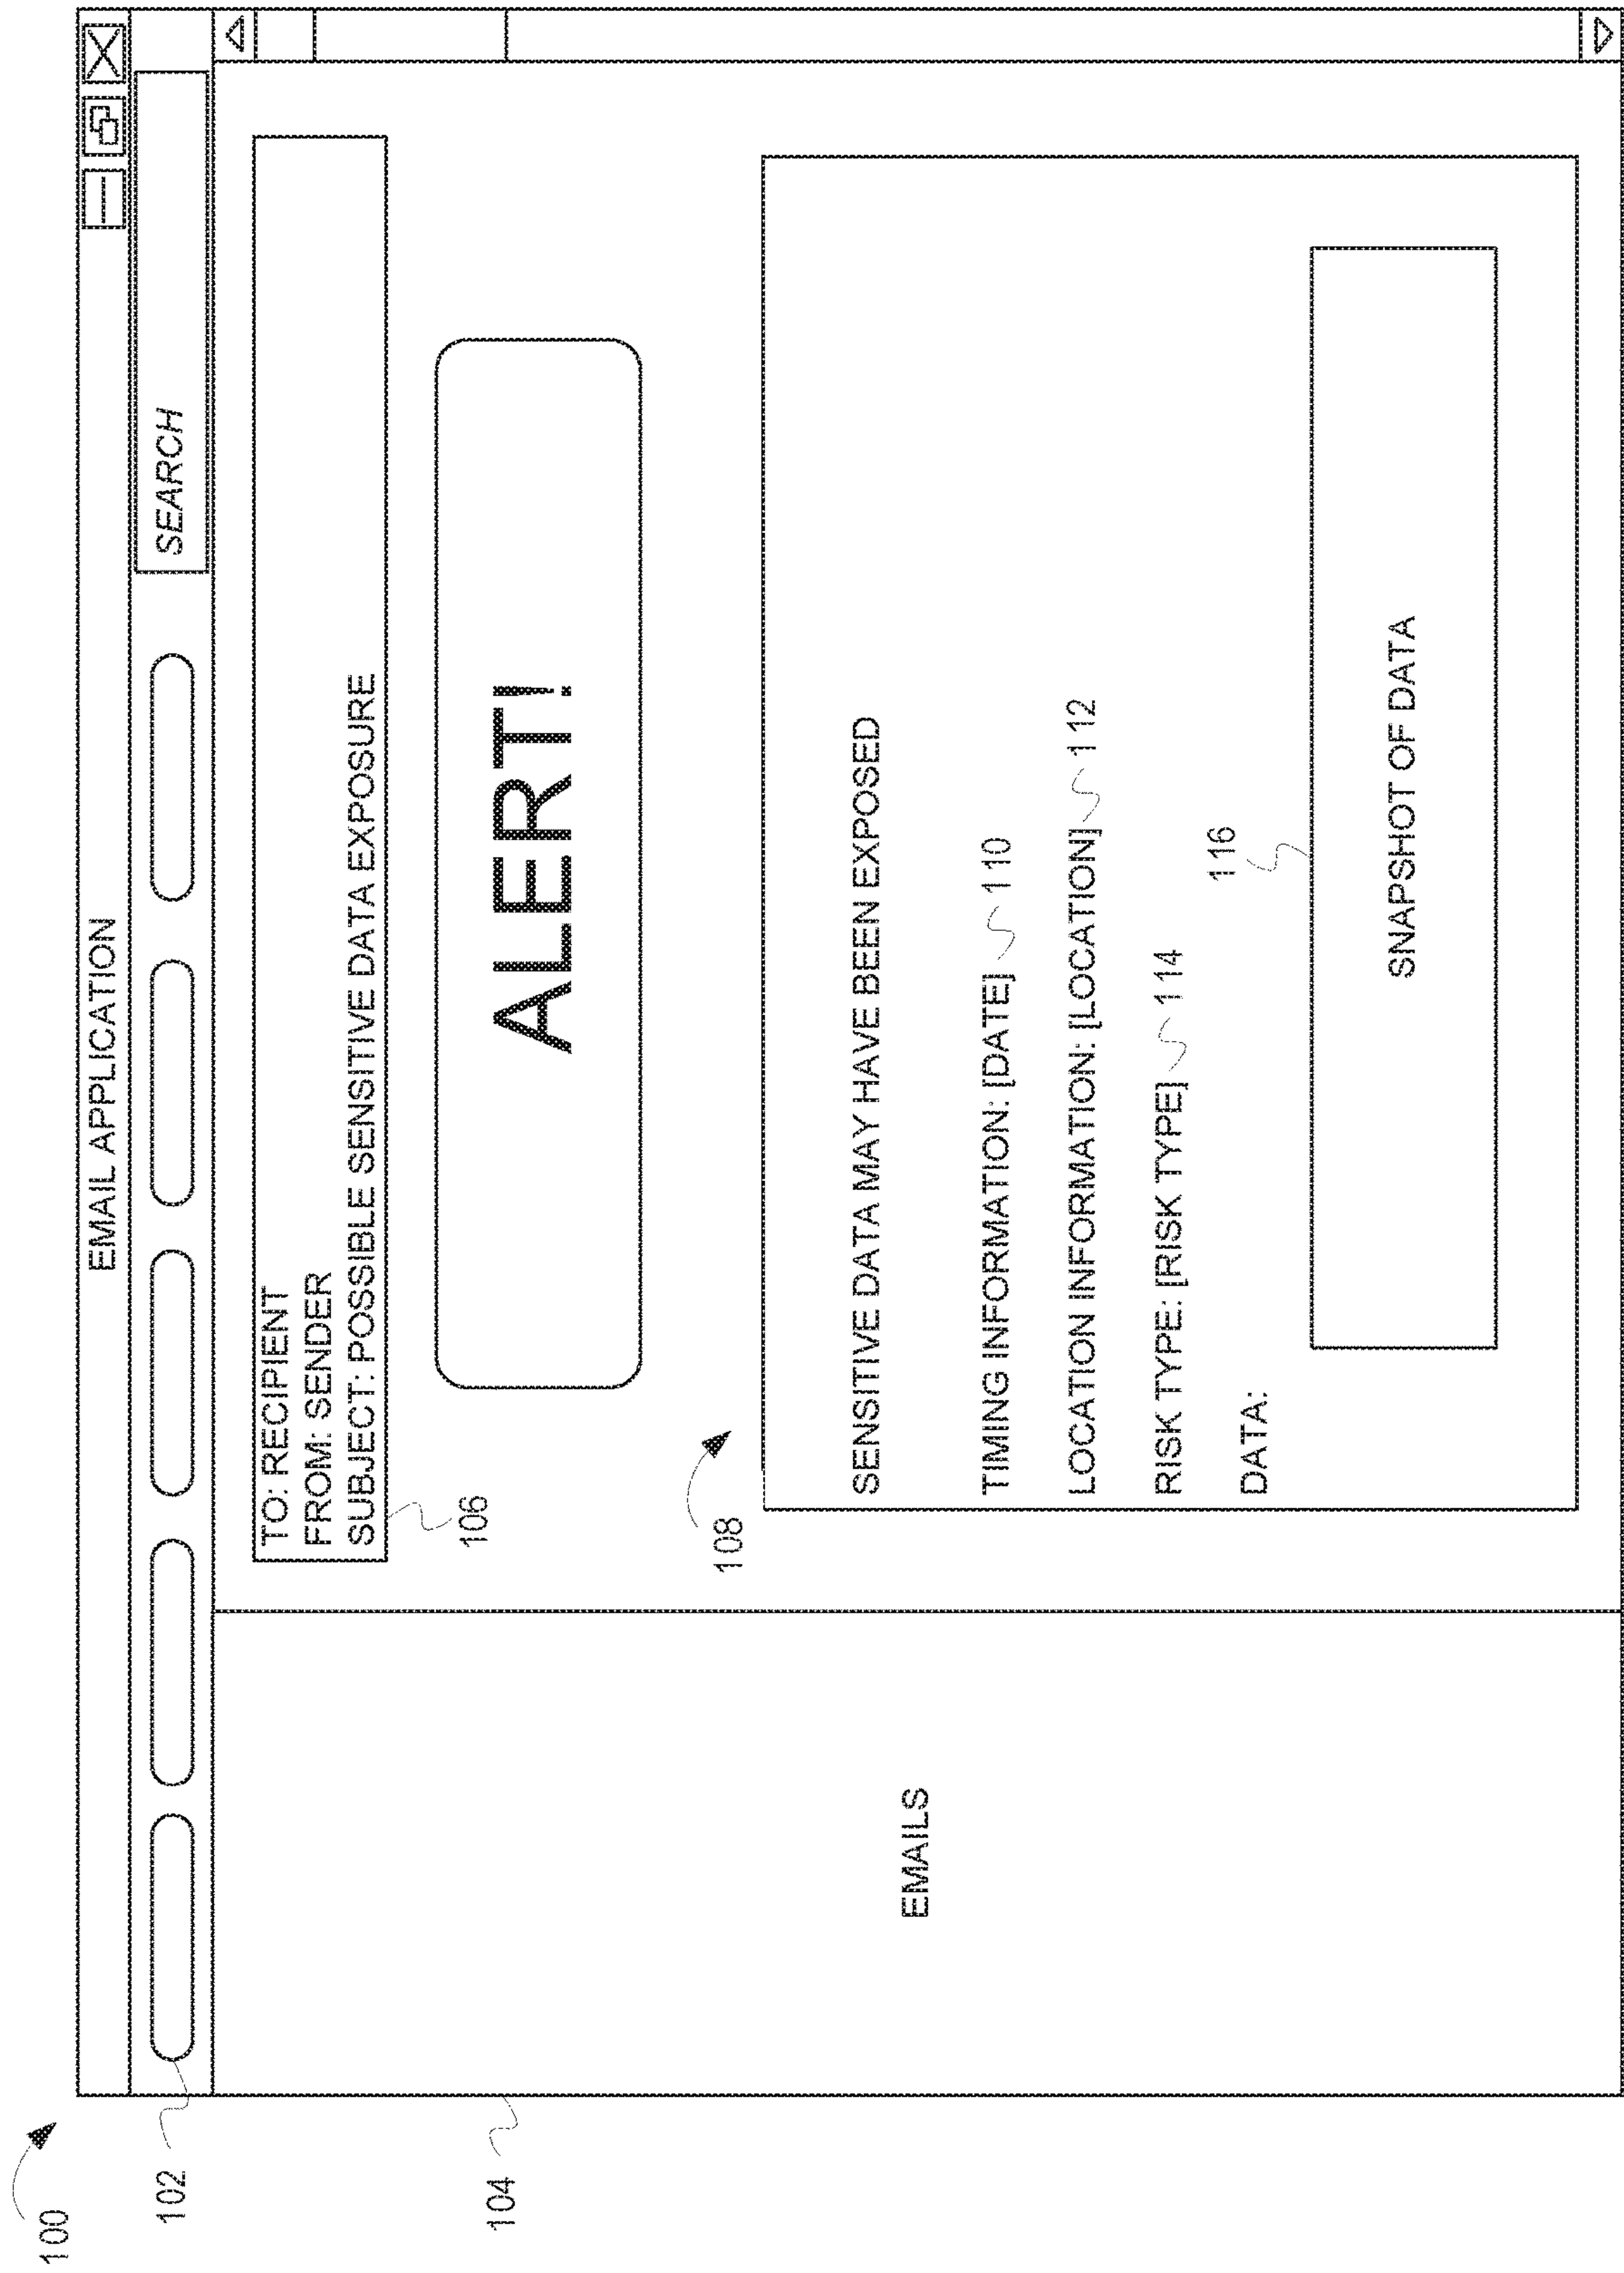 100
EMAIL APPLICATION
102
SEARCH
104
EMAILS
TO: RECIPIENT
FROM: SENDER
SUBJECT: POSSIBLE SENSITIVE DATA EXPOSURE
106
ALERT!
108
SENSITIVE DATA MAY HAVE BEEN EXPOSED
TIMING INFORMATION: [DATE] 110
LOCATION INFORMATION: [LOCATION] 112
RISK TYPE: [RISK TYPE] 114
DATA:
116
SNAPSHOT OF DATA